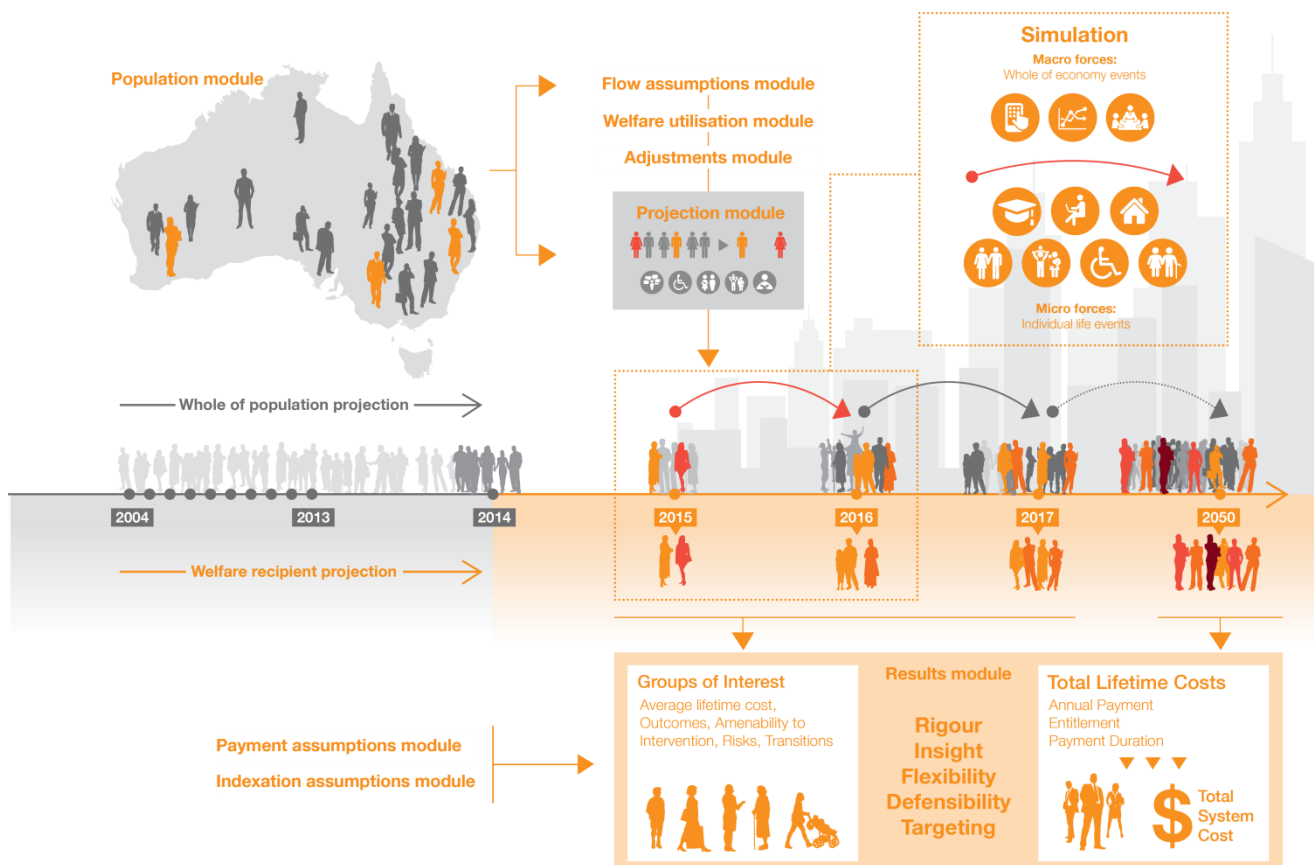 Population module
Flow assumptions module
Welfare utilisation module
Adjustments module
Projection module
Simulation
Macro forces:
Whole of economy events
Micro forces:
Individual life events
Whole of population projection
2004
2013
2014
2015
2016
2017
2050
Welfare recipient projection
Payment assumptions module
Indexation assumptions module
Groups of Interest
Average lifetime cost,
Outcomes, Amenability to
Intervention, Risks, Transitions
Results module
Rigour
Insight
Flexibility
Defensibility
Targeting
Total Lifetime Costs
Annual Payment
Entitlement
Payment Duration
$
Total
System
Cost